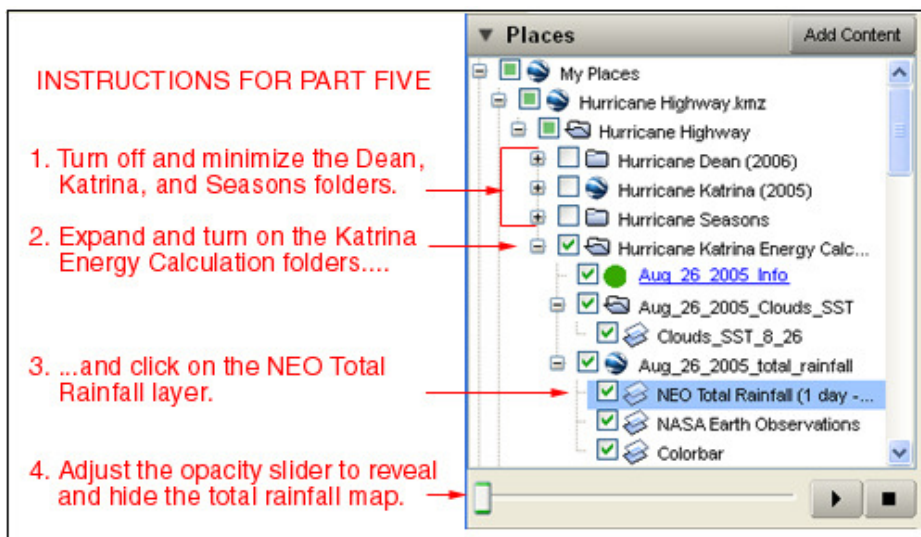 INSTRUCTIONS FOR PART FIVE
1. Turn off and minimize the Dean,
Katrina, and Seasons folders.
2. Expand and turn on the Katrina
Energy Calculation folders....
3. ...and click on the NEO Total
Rainfall layer.
4. Adjust the opacity slider to reveal
and hide the total rainfall map.
Places
Add Content
My Places
Hurricane Highway.kmz
Hurricane Highway
Hurricane Dean (2006)
Hurricane Katrina (2005)
Hurricane Seasons
Hurricane Katrina Energy Calc...
Aug_26_2005_Info
Aug_26_2005_Clouds_SST
Clouds_SST_8_26
Aug_26_2005_total_rainfall
NEO Total Rainfall (1 day -...
NASA Earth Observations
Colorbar